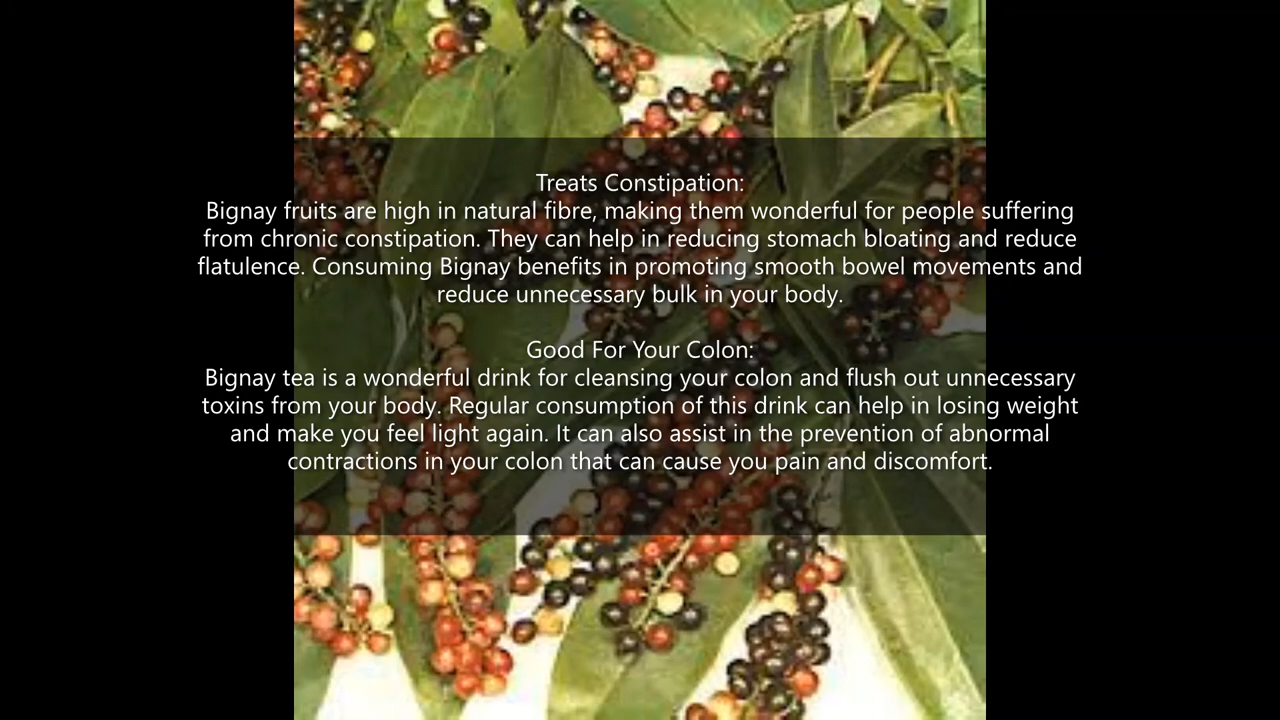 Treats Constipation:
Bignay fruits are high in natural fibre, making them wonderful for people suffering
from chronic constipation. They can help in reducing stomach bloating and reduce
flatulence. Consuming Bignay benefits in promoting smooth bowel movements and
reduce unnecessary bulk in your body.
Good For Your Colon:
Bignay tea is a wonderful drink for cleansing your colon and flush out unnecessary
toxins from your body. Regular consumption of this drink can help in losing weight
and make you feel light again. It can also assist in the prevention of abnormal
contractions in your colon that can cause you pain and discomfort.